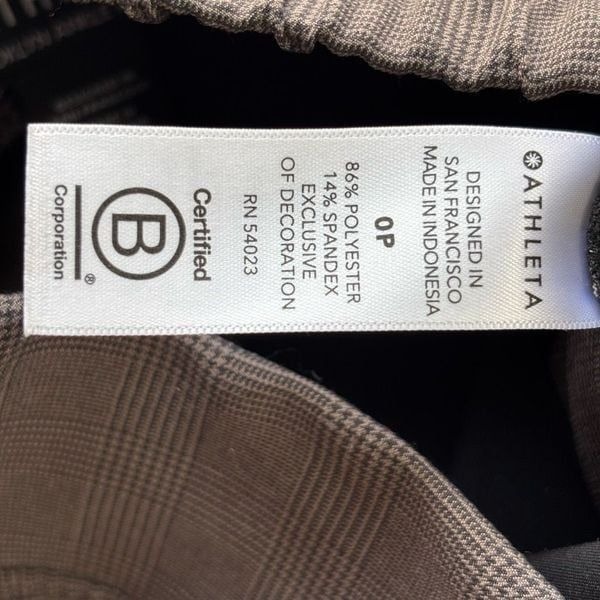 ATHLETA
DESIGNED IN
SAN FRANCISCO
MADE IN INDONESIA
0P
86% POLYESTER
14% SPANDEX
EXCLUSIVE
OF DECORATION
RN 54023
Certified
B
®
Corporation